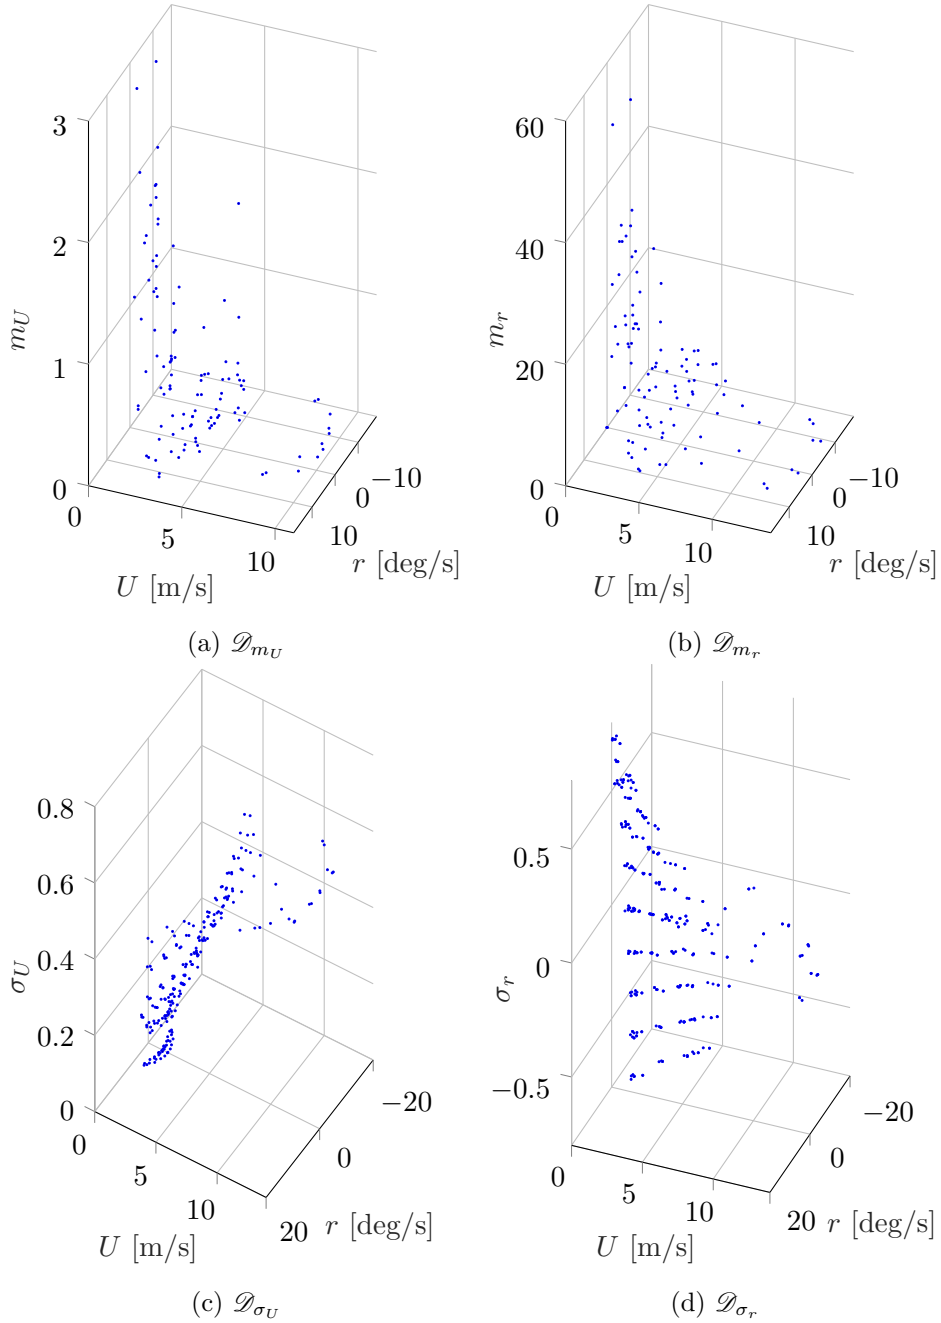 3
2
1
0
m_U
0
5
10
U [m/s]
10
0
−10
r [deg/s]
(a) 𝒟_{m_U}
60
40
20
0
m_r
0
5
10
U [m/s]
10
0
−10
r [deg/s]
(b) 𝒟_{m_r}
0.8
0.6
0.4
0.2
0
σ_U
0
5
10
U [m/s]
20
0
−20
r [deg/s]
(c) 𝒟_{σ_U}
0.5
0
−0.5
σ_r
0
5
10
U [m/s]
20
0
−20
r [deg/s]
(d) 𝒟_{σ_r}